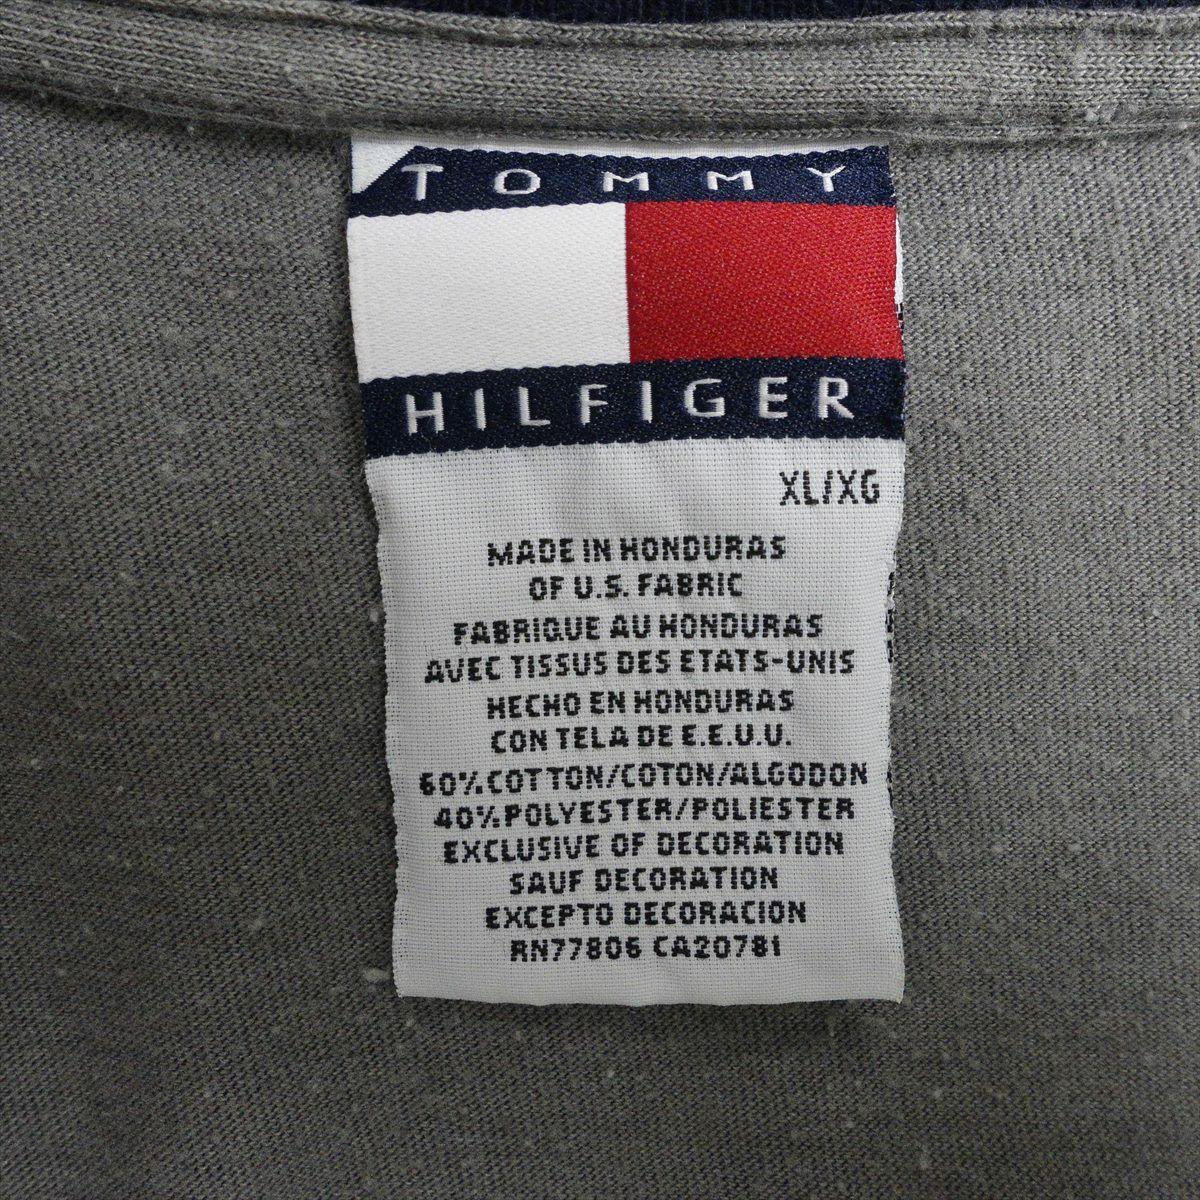 TOMMY
HILFIGER
XL/XG
MADE IN HONDURAS
OF U.S. FABRIC
FABRIQUE AU HONDURAS
AVEC TISSUS DES ETATS-UNIS
HECHO EN HONDURAS
CON TELA DE E.E.U.U.
60% COTTON/COTON/ALGODON
40% POLYESTER/POLIESTER
EXCLUSIVE OF DECORATION
SAUF DECORATION
EXCEPTO DECORACION
RN77806 CA20781